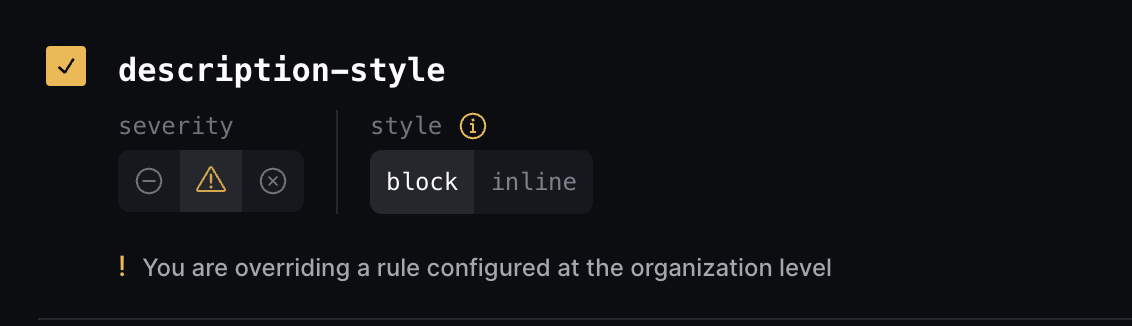 description-style
severity
style
block inline
! You are overriding a rule configured at the organization level